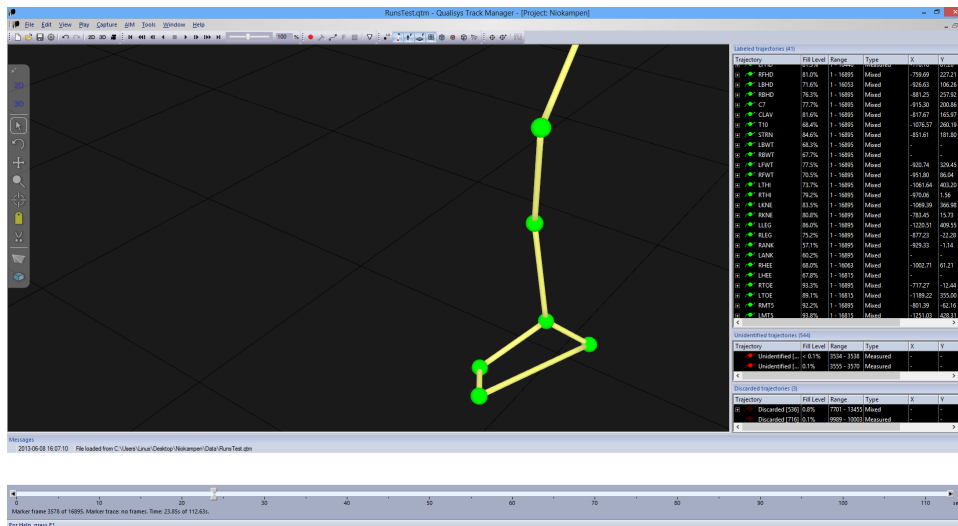 RunsTest.qtm - Qualisys Track Manager - [Project: Niokampen]
File Edit View Play Capture AIM Tools Window Help
2D 3D 100 %
2D
3D
Labeled trajectories (41)
Trajectory Fill Level Range Type X Y
RFHD 81.0% 1 - 16895 Mixed -759.69 227.21
LBHD 71.6% 1 - 16053 Mixed -926.63 106.26
RBHD 76.3% 1 - 16895 Mixed -881.25 257.92
C7 77.7% 1 - 16895 Mixed -915.30 200.86
CLAV 81.6% 1 - 16895 Mixed -817.67 165.97
T10 68.4% 1 - 16895 Mixed -1076.57 260.19
STRN 84.6% 1 - 16895 Mixed -851.61 181.80
LBWT 68.3% 1 - 16895 Mixed - -
RBWT 67.7% 1 - 16895 Mixed - -
LFWT 77.5% 1 - 16895 Mixed -920.74 329.45
RFWT 70.5% 1 - 16895 Mixed -951.80 86.04
LTHI 73.7% 1 - 16895 Mixed -1061.64 403.20
RTHI 79.2% 1 - 16895 Mixed -970.06 1.56
LKNE 83.5% 1 - 16895 Mixed -1069.39 366.98
RKNE 80.8% 1 - 16895 Mixed -783.45 15.73
LLEG 86.0% 1 - 16895 Mixed -1220.51 409.55
RLEG 75.2% 1 - 16895 Mixed -877.23 -22.28
RANK 57.1% 1 - 16895 Mixed -929.33 -1.14
LANK 60.2% 1 - 16895 Mixed - -
RHEE 68.0% 1 - 16063 Mixed -1002.71 61.21
LHEE 67.8% 1 - 16815 Mixed - -
RTOE 93.3% 1 - 16895 Mixed -717.27 -12.44
LTOE 89.1% 1 - 16815 Mixed -1189.22 355.00
RMT5 92.2% 1 - 16895 Mixed -801.39 -62.16
LMT5 93.8% 1 - 16815 Mixed -1251.03 428.31
Unidentified trajectories (544)
Trajectory Fill Level Range Type X Y
Unidentified [... < 0.1% 3534 - 3538 Measured - -
Unidentified [... 0.1% 3555 - 3570 Measured - -
Discarded trajectories (3)
Trajectory Fill Level Range Type X Y
Discarded [536] 0.8% 7701 - 13455 Mixed - -
Discarded [716] 0.1% 9989 - 10003 Measured - -
Messages
2013-06-08 16:07:10 File loaded from C:\Users\Linus\Desktop\Niokampen\Data\RunsTest.qtm
0 10 20 30 40 50 60 70 80 90 100 110 sec
Marker frame 3578 of 16895. Marker trace: no frames. Time: 23.85s of 112.63s.
For Help, press F1